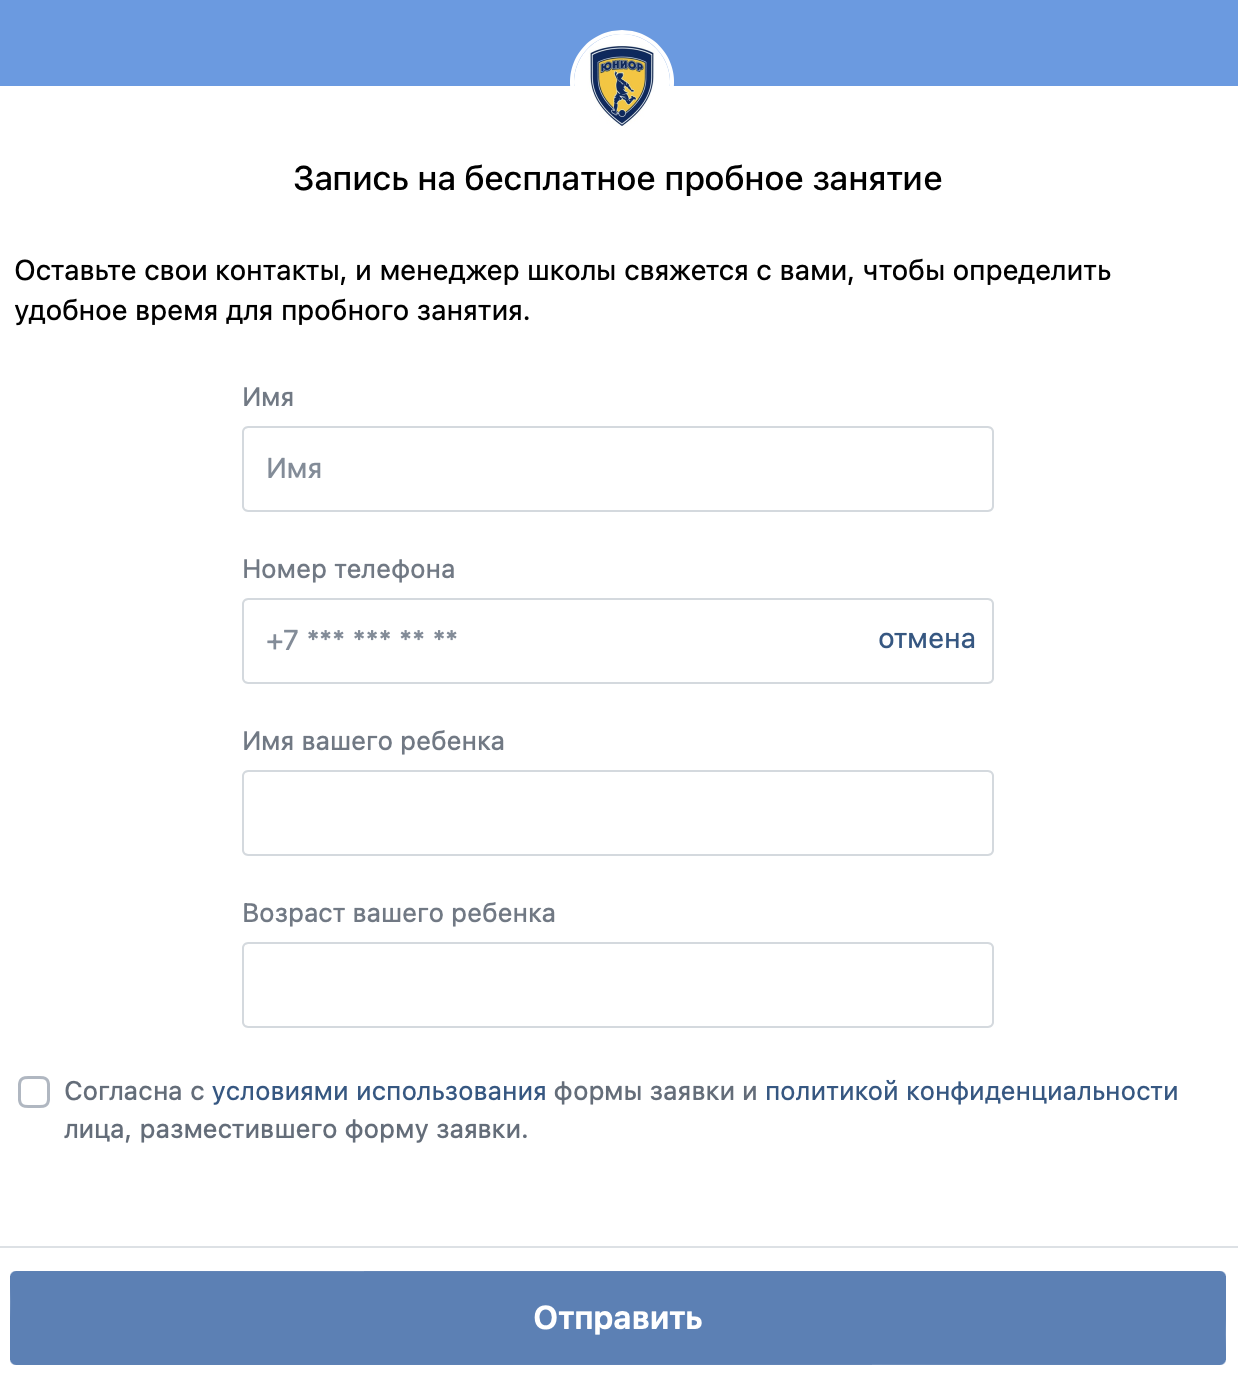 ЮНИОР
Запись на бесплатное пробное занятие
Оставьте свои контакты, и менеджер школы свяжется с вами, чтобы определить
удобное время для пробного занятия.
Имя
Имя
Номер телефона
+7 *** *** ** **
отмена
Имя вашего ребенка
Возраст вашего ребенка
Согласна с условиями использования формы заявки и политикой конфиденциальности
лица, разместившего форму заявки.
Отправить